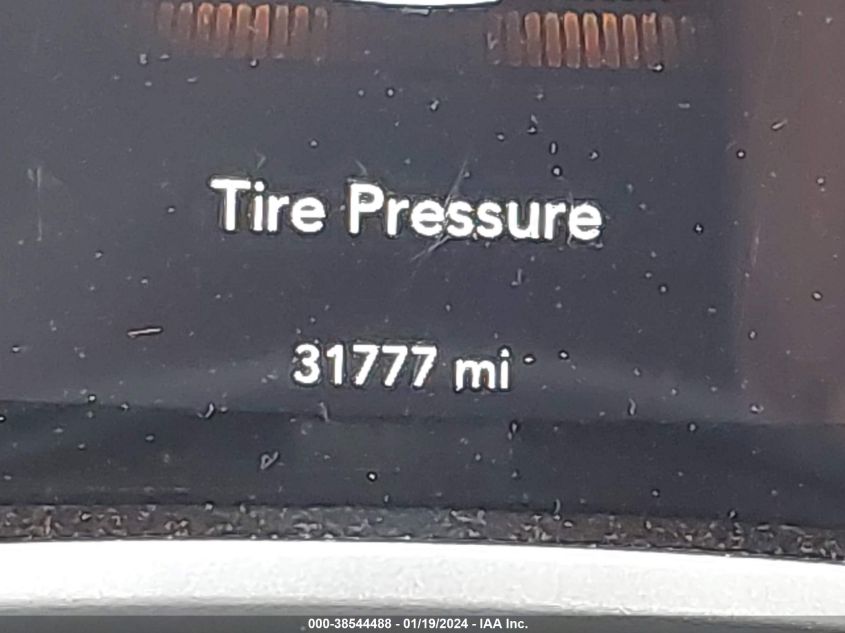 Tire Pressure
31777 mi
000-38544488 - 01/19/2024 - IAA Inc.